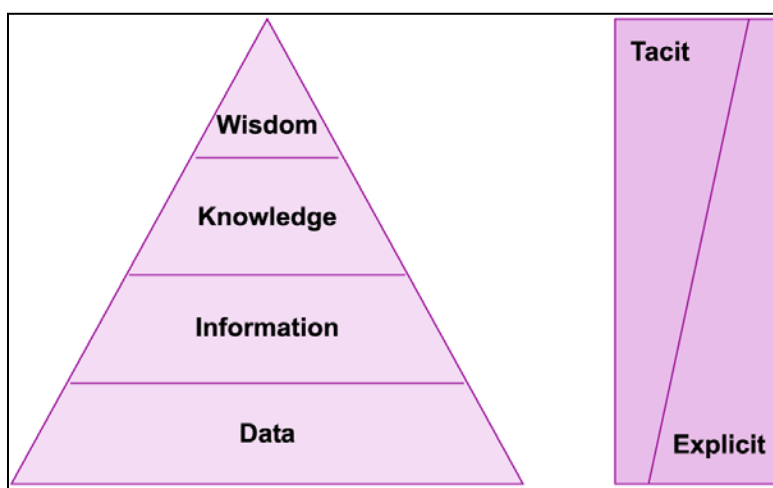 Wisdom
Knowledge
Information
Data
Tacit
Explicit